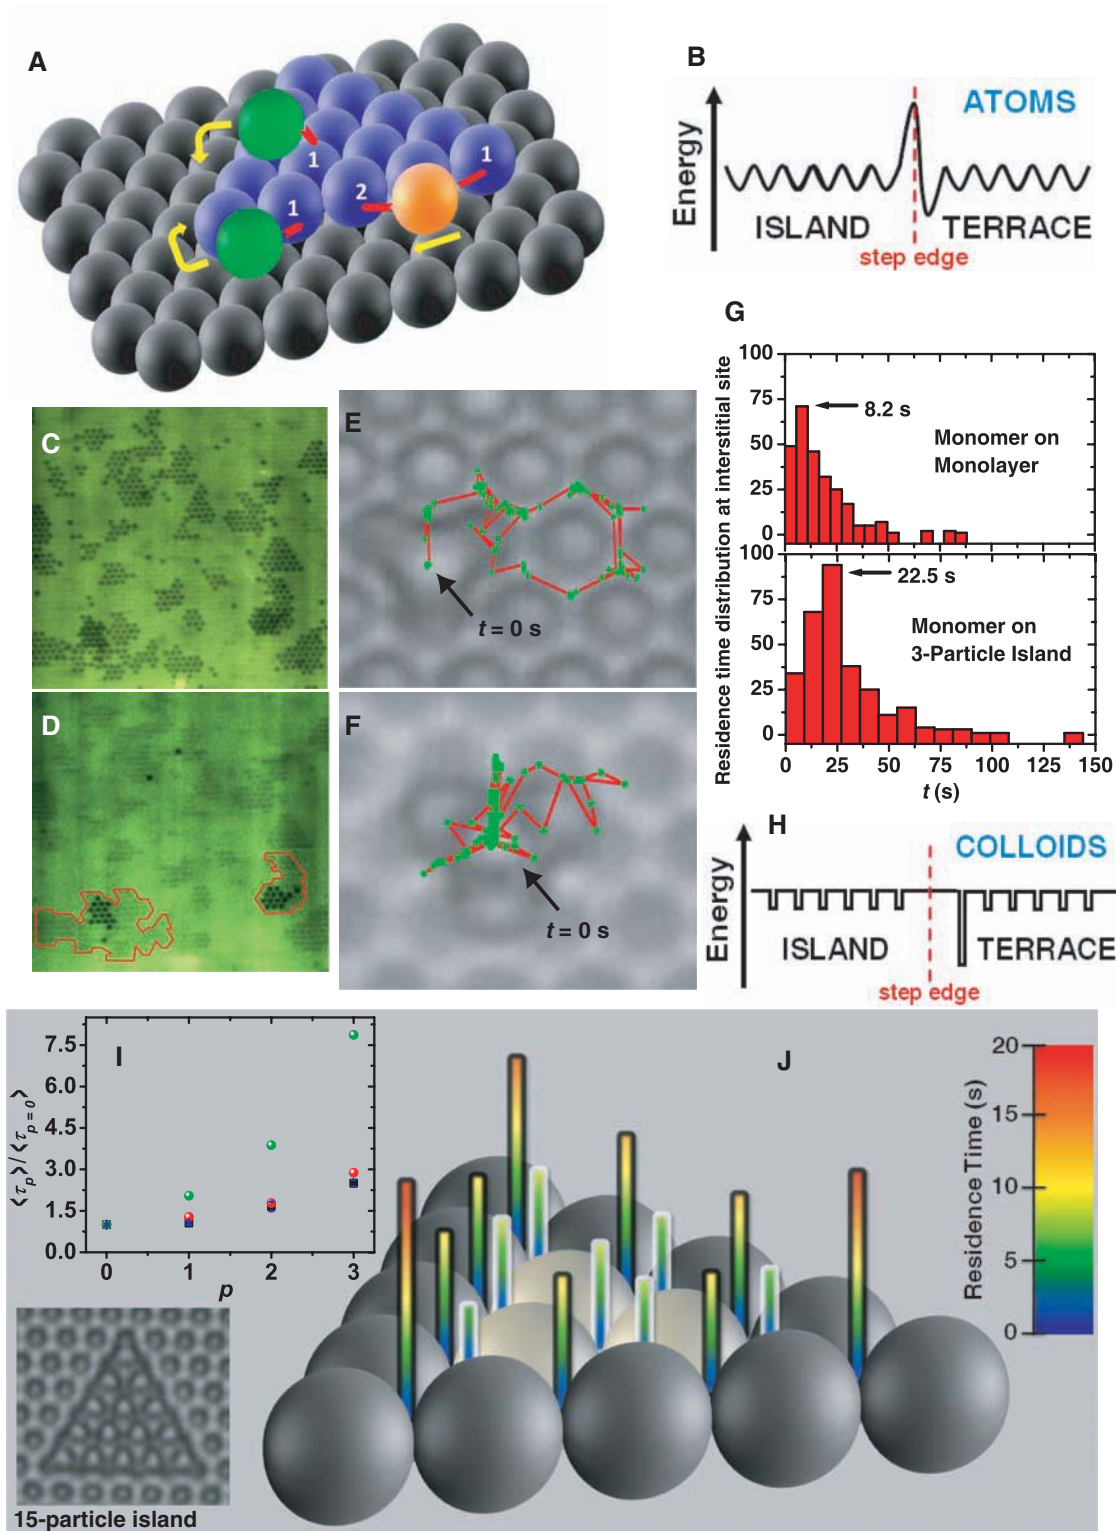 A
1
1
2
1
B
Energy
ATOMS
ISLAND
TERRACE
step edge
C
D
E
t = 0 s
F
t = 0 s
G
Residence time distribution at interstitial site
100
75
50
25
0
8.2 s
Monomer on
Monolayer
100
75
50
25
0
22.5 s
Monomer on
3-Particle Island
0 25 50 75 100 125 150
t (s)
H
Energy
COLLOIDS
ISLAND
TERRACE
step edge
I
⟨τp⟩ / ⟨τp = 0⟩
7.5
6.0
4.5
3.0
1.5
0.0
0 1 2 3
p
15-particle island
J
Residence Time (s)
20
15
10
5
0